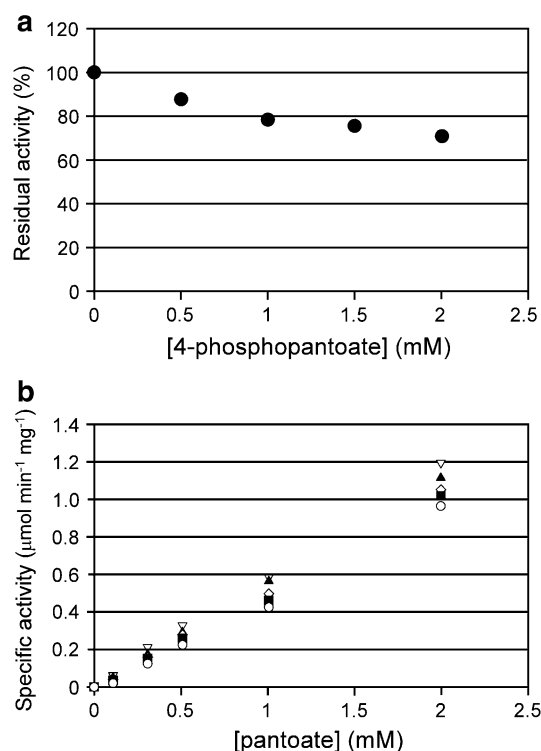 a
120
100
80
60
40
20
0
Residual activity (%)
0 0.5 1 1.5 2 2.5
[4-phosphopantoate] (mM)
b
1.4
1.2
1.0
0.8
0.6
0.4
0.2
0
Specific activity (μmol min⁻¹ mg⁻¹)
0 0.5 1 1.5 2 2.5
[pantoate] (mM)